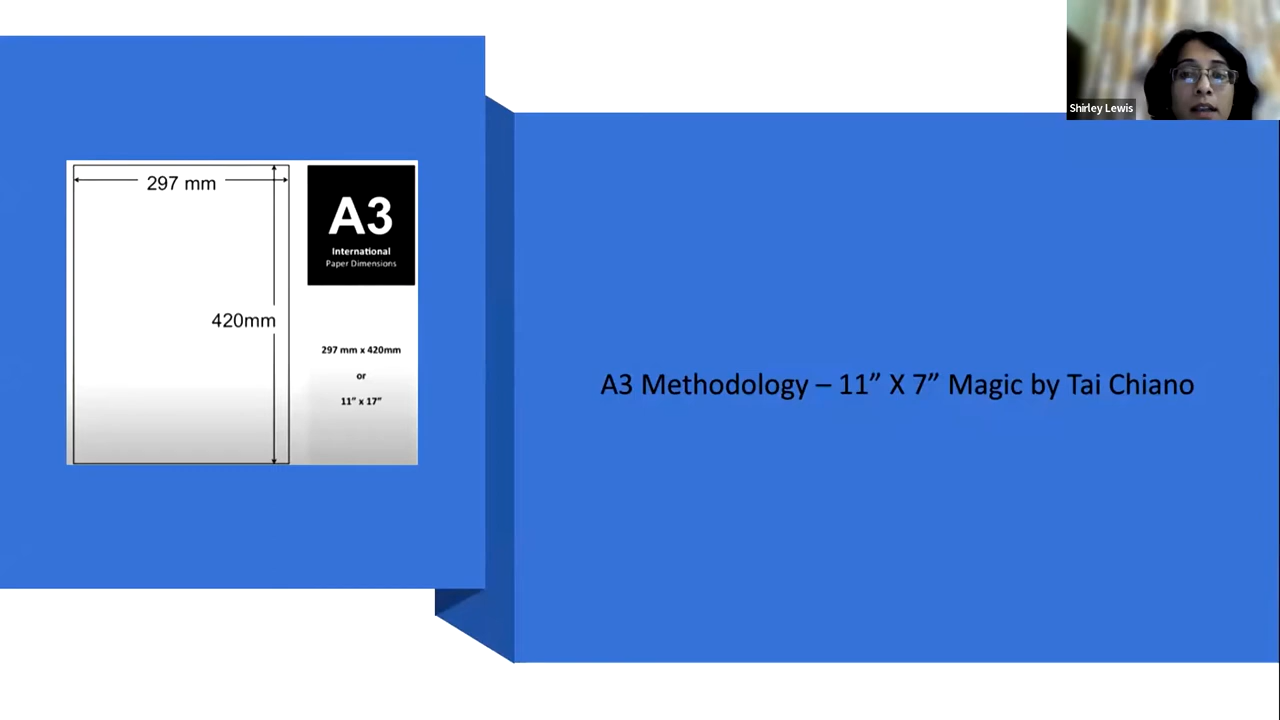 297 mm
420mm
A3
International
Paper Dimensions
297 mm x 420mm
or
11” x 17”
A3 Methodology – 11” X 7” Magic by Tai Chiano
Shirley Lewis